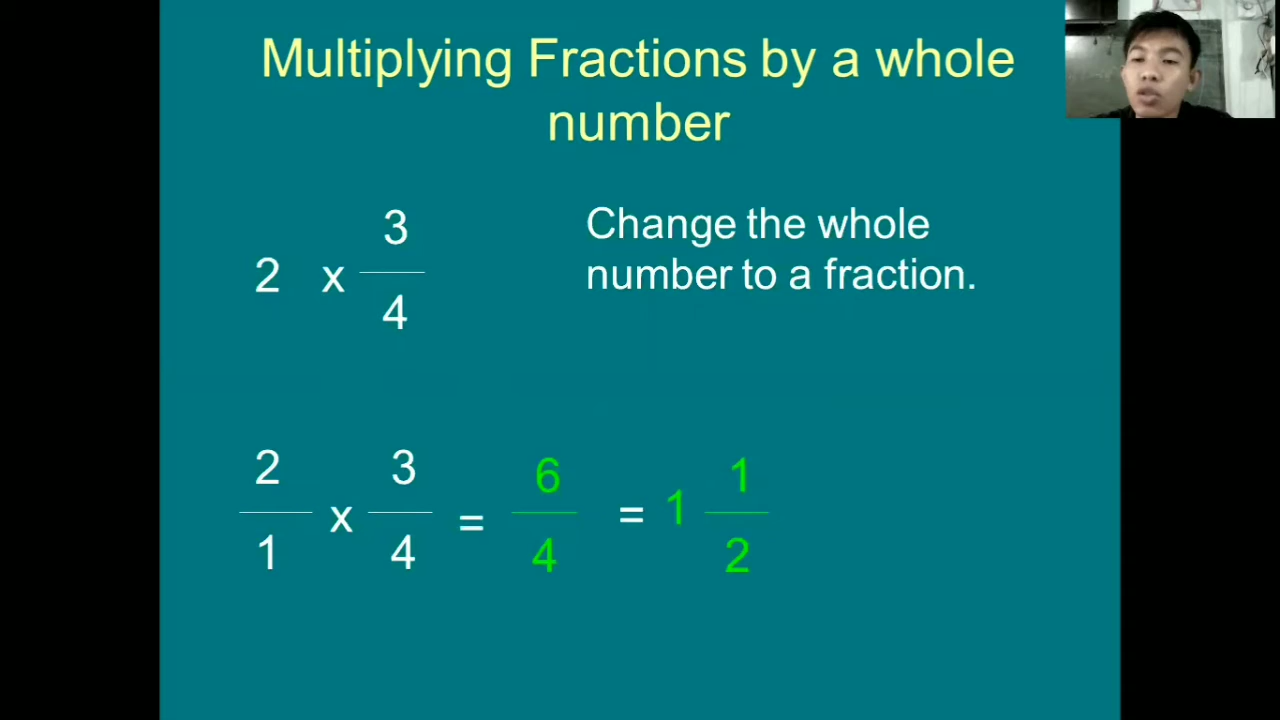 Multiplying Fractions by a whole
number
3
2 x
4
Change the whole
number to a fraction.
2 3 6 1
x = = 1
1 4 4 2